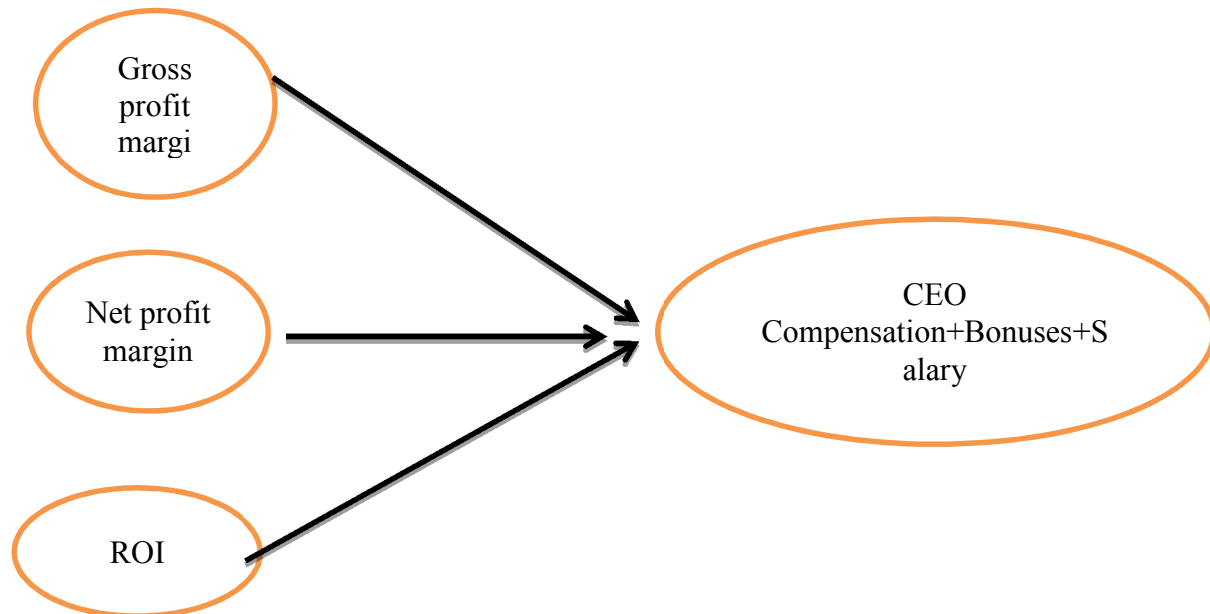 Gross
profit
margi
Net profit
margin
ROI
CEO
Compensation+Bonuses+S
alary